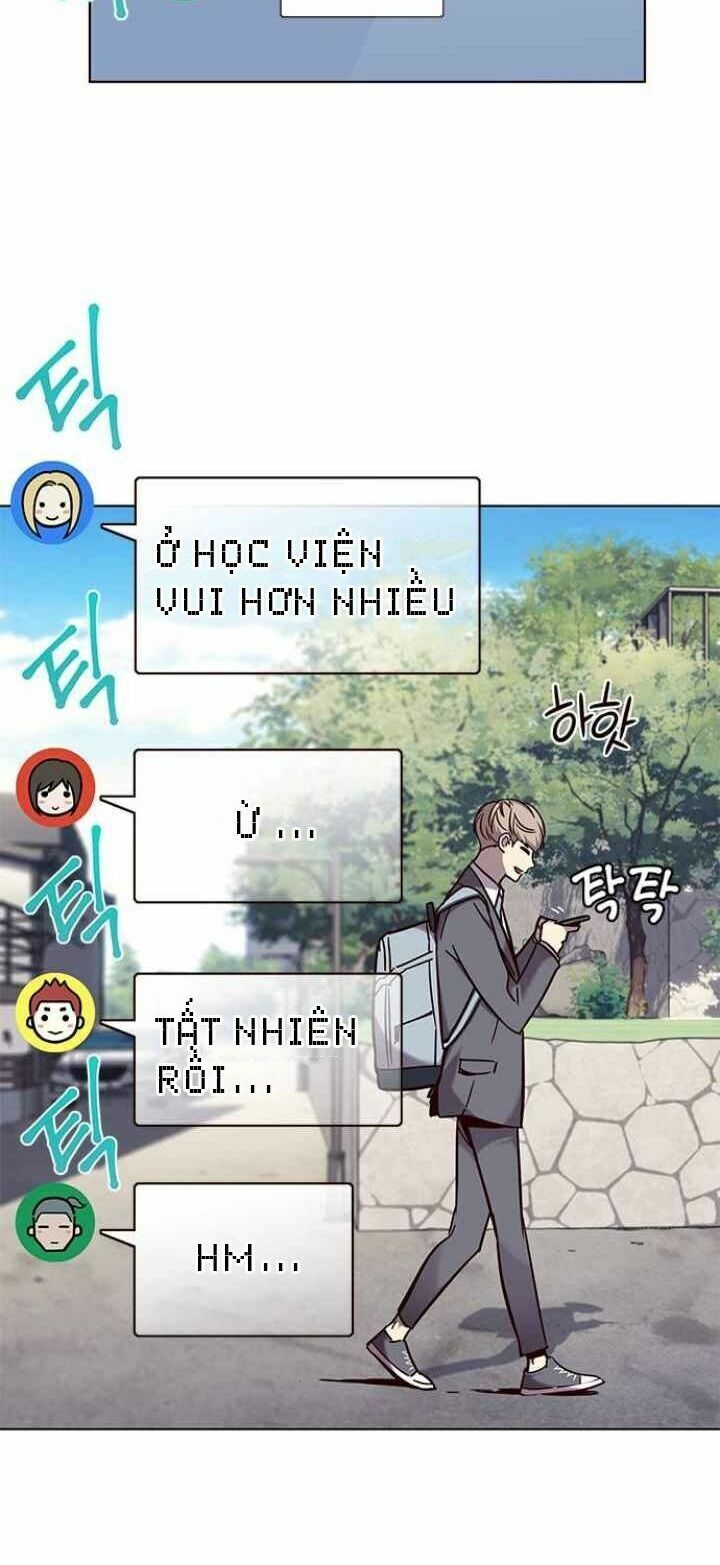 틱
Ở HỌC VIỆN
VUI HƠN NHIỀU
틱
하핫
Ừ ...
탁탁
틱
TẤT NHIÊN
RỒI...
틱
HM...